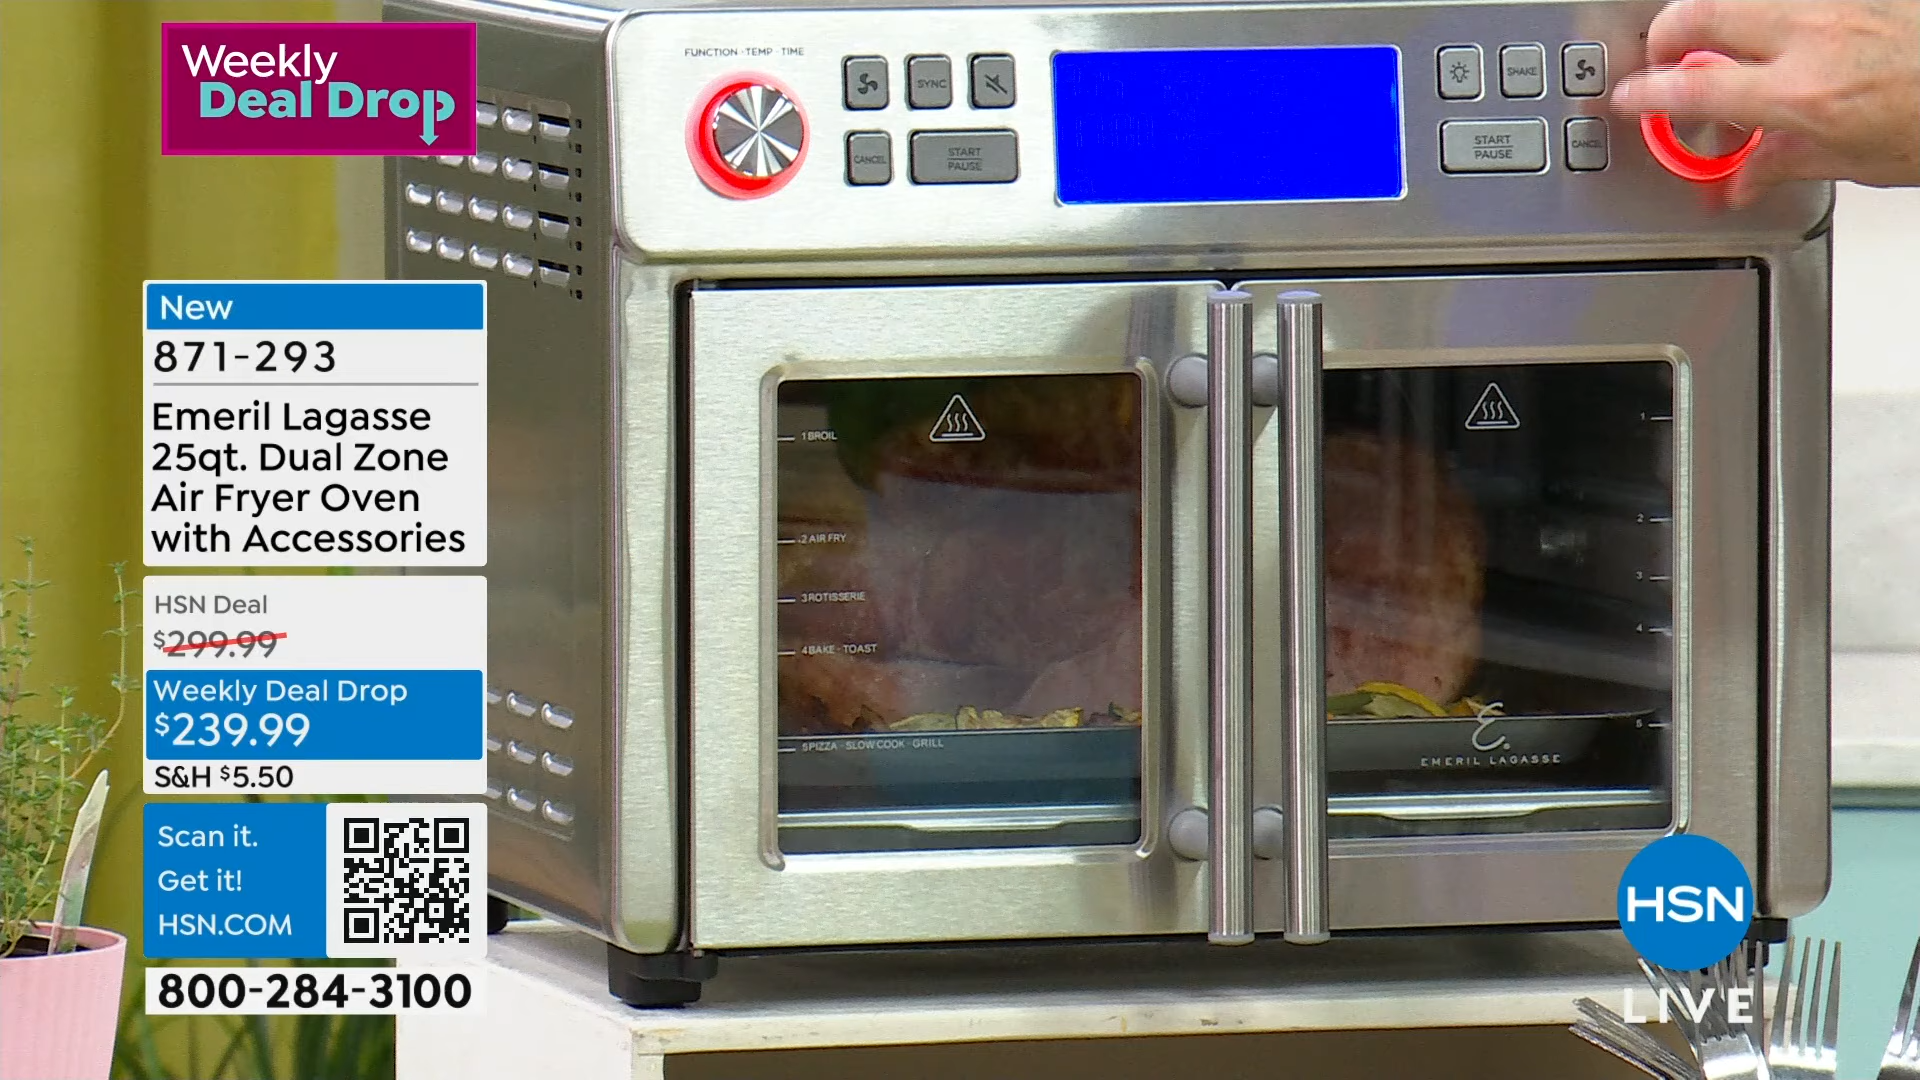 Weekly
Deal Drop
New
871-293
Emeril Lagasse
25qt. Dual Zone
Air Fryer Oven
with Accessories
HSN Deal
$299.99
Weekly Deal Drop
$239.99
S&H $5.50
Scan it.
Get it!
HSN.COM
800-284-3100
FUNCTION · TEMP · TIME
SYNC
CANCEL
START
PAUSE
SHAKE
START
PAUSE
CANCEL
1 BROIL
2 AIR FRY
3 ROTISSERIE
4 BAKE · TOAST
5 PIZZA · SLOW COOK · GRILL
1
2
3
4
5
EMERIL LAGASSE
HSN
LIVE